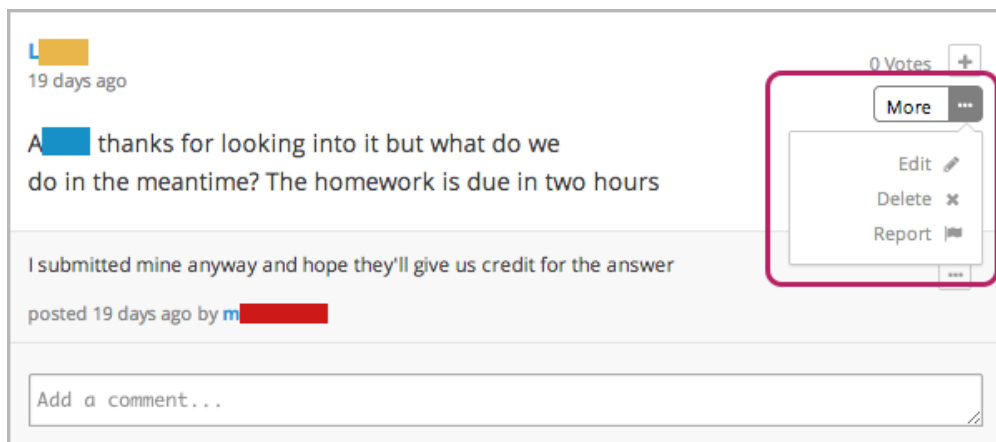 L
19 days ago
0 Votes +
More ...
A thanks for looking into it but what do we
do in the meantime? The homework is due in two hours
Edit
Delete
Report
I submitted mine anyway and hope they'll give us credit for the answer
...
posted 19 days ago by m
Add a comment...